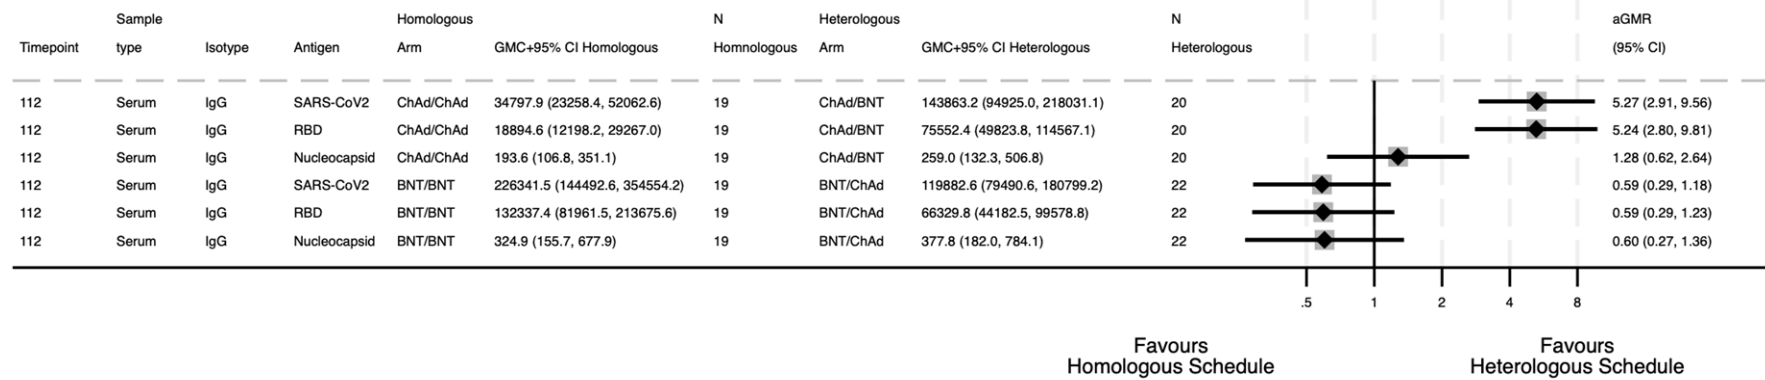 Sample Homologous N Heterologous N aGMR
Timepoint type Isotype Antigen Arm GMC+95% CI Homologous Homnologous Arm GMC+95% CI Heterologous Heterologous (95% CI)
112 Serum IgG SARS-CoV2 ChAd/ChAd 34797.9 (23258.4, 52062.6) 19 ChAd/BNT 143863.2 (94925.0, 218031.1) 20 5.27 (2.91, 9.56)
112 Serum IgG RBD ChAd/ChAd 18894.6 (12198.2, 29267.0) 19 ChAd/BNT 75552.4 (49823.8, 114567.1) 20 5.24 (2.80, 9.81)
112 Serum IgG Nucleocapsid ChAd/ChAd 193.6 (106.8, 351.1) 19 ChAd/BNT 259.0 (132.3, 506.8) 20 1.28 (0.62, 2.64)
112 Serum IgG SARS-CoV2 BNT/BNT 226341.5 (144492.6, 354554.2) 19 BNT/ChAd 119882.6 (79490.6, 180799.2) 22 0.59 (0.29, 1.18)
112 Serum IgG RBD BNT/BNT 132337.4 (81961.5, 213675.6) 19 BNT/ChAd 66329.8 (44182.5, 99578.8) 22 0.59 (0.29, 1.23)
112 Serum IgG Nucleocapsid BNT/BNT 324.9 (155.7, 677.9) 19 BNT/ChAd 377.8 (182.0, 784.1) 22 0.60 (0.27, 1.36)
.5 1 2 4 8
Favours Favours
Homologous Schedule Heterologous Schedule